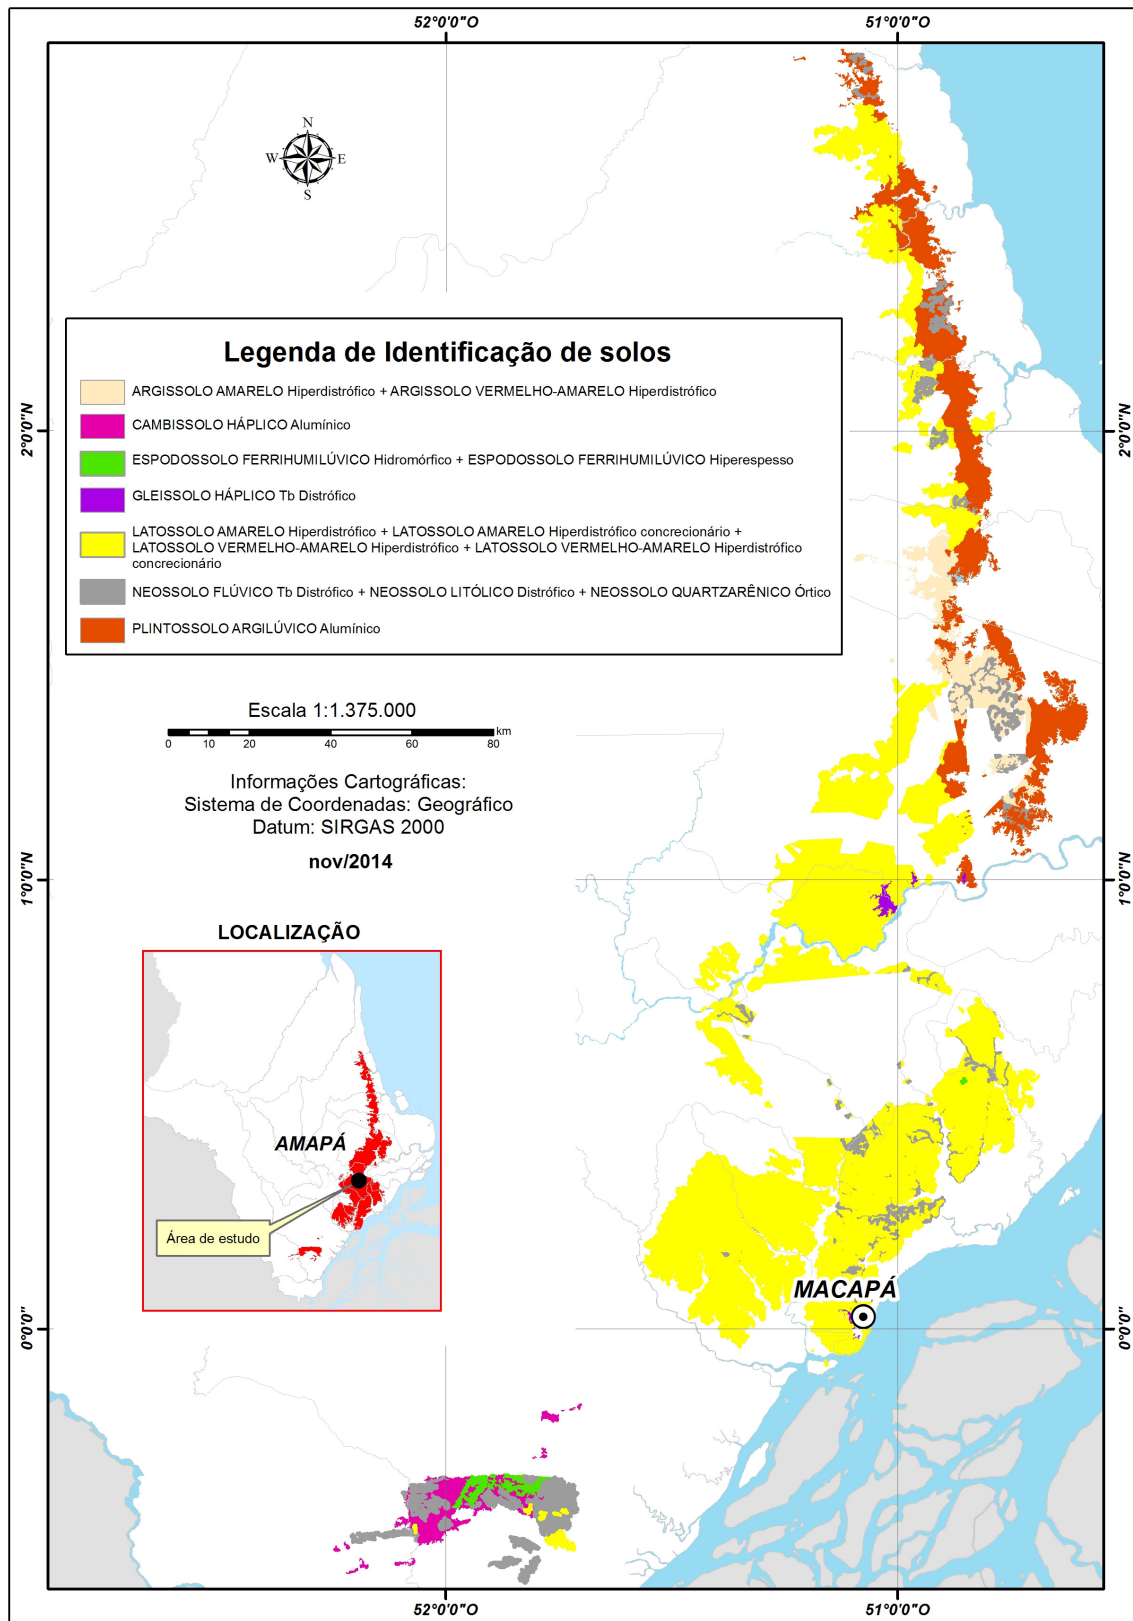 52°0'0"O
51°0'0"O
N
W
E
S
Legenda de Identificação de solos
ARGISSOLO AMARELO Hiperdistrófico + ARGISSOLO VERMELHO-AMARELO Hiperdistrófico
CAMBISSOLO HÁPLICO Alumínico
2°0'0"N
2°0'0"N
ESPODOSSOLO FERRIHUMILÚVICO Hidromórfico + ESPODOSSOLO FERRIHUMILÚVICO Hiperespesso
GLEISSOLO HÁPLICO Tb Distrófico
LATOSSOLO AMARELO Hiperdistrófico + LATOSSOLO AMARELO Hiperdistrófico concrecionário +
LATOSSOLO VERMELHO-AMARELO Hiperdistrófico + LATOSSOLO VERMELHO-AMARELO Hiperdistrófico
concrecionário
NEOSSOLO FLÚVICO Tb Distrófico + NEOSSOLO LITÓLICO Distrófico + NEOSSOLO QUARTZARÊNICO Órtico
PLINTOSSOLO ARGILÚVICO Alumínico
Escala 1:1.375.000
km
0 10 20 40 60 80
Informações Cartográficas:
Sistema de Coordenadas: Geográfico
Datum: SIRGAS 2000
nov/2014
1°0'0"N
1°0'0"N
LOCALIZAÇÃO
AMAPÁ
Área de estudo
MACAPÁ
0°0'0"
0°0'0"
52°0'0"O
51°0'0"O